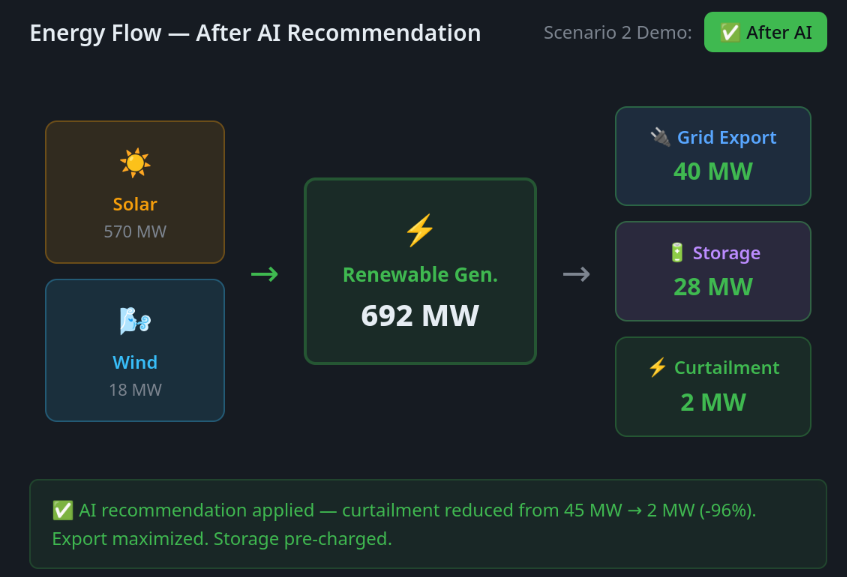 Energy Flow — After AI Recommendation
Scenario 2 Demo:
✅ After AI
☀️
Solar
570 MW
🌬️
Wind
18 MW
→
⚡
Renewable Gen.
692 MW
→
🔌 Grid Export
40 MW
🔋 Storage
28 MW
⚡ Curtailment
2 MW
✅ AI recommendation applied — curtailment reduced from 45 MW → 2 MW (-96%).
Export maximized. Storage pre-charged.